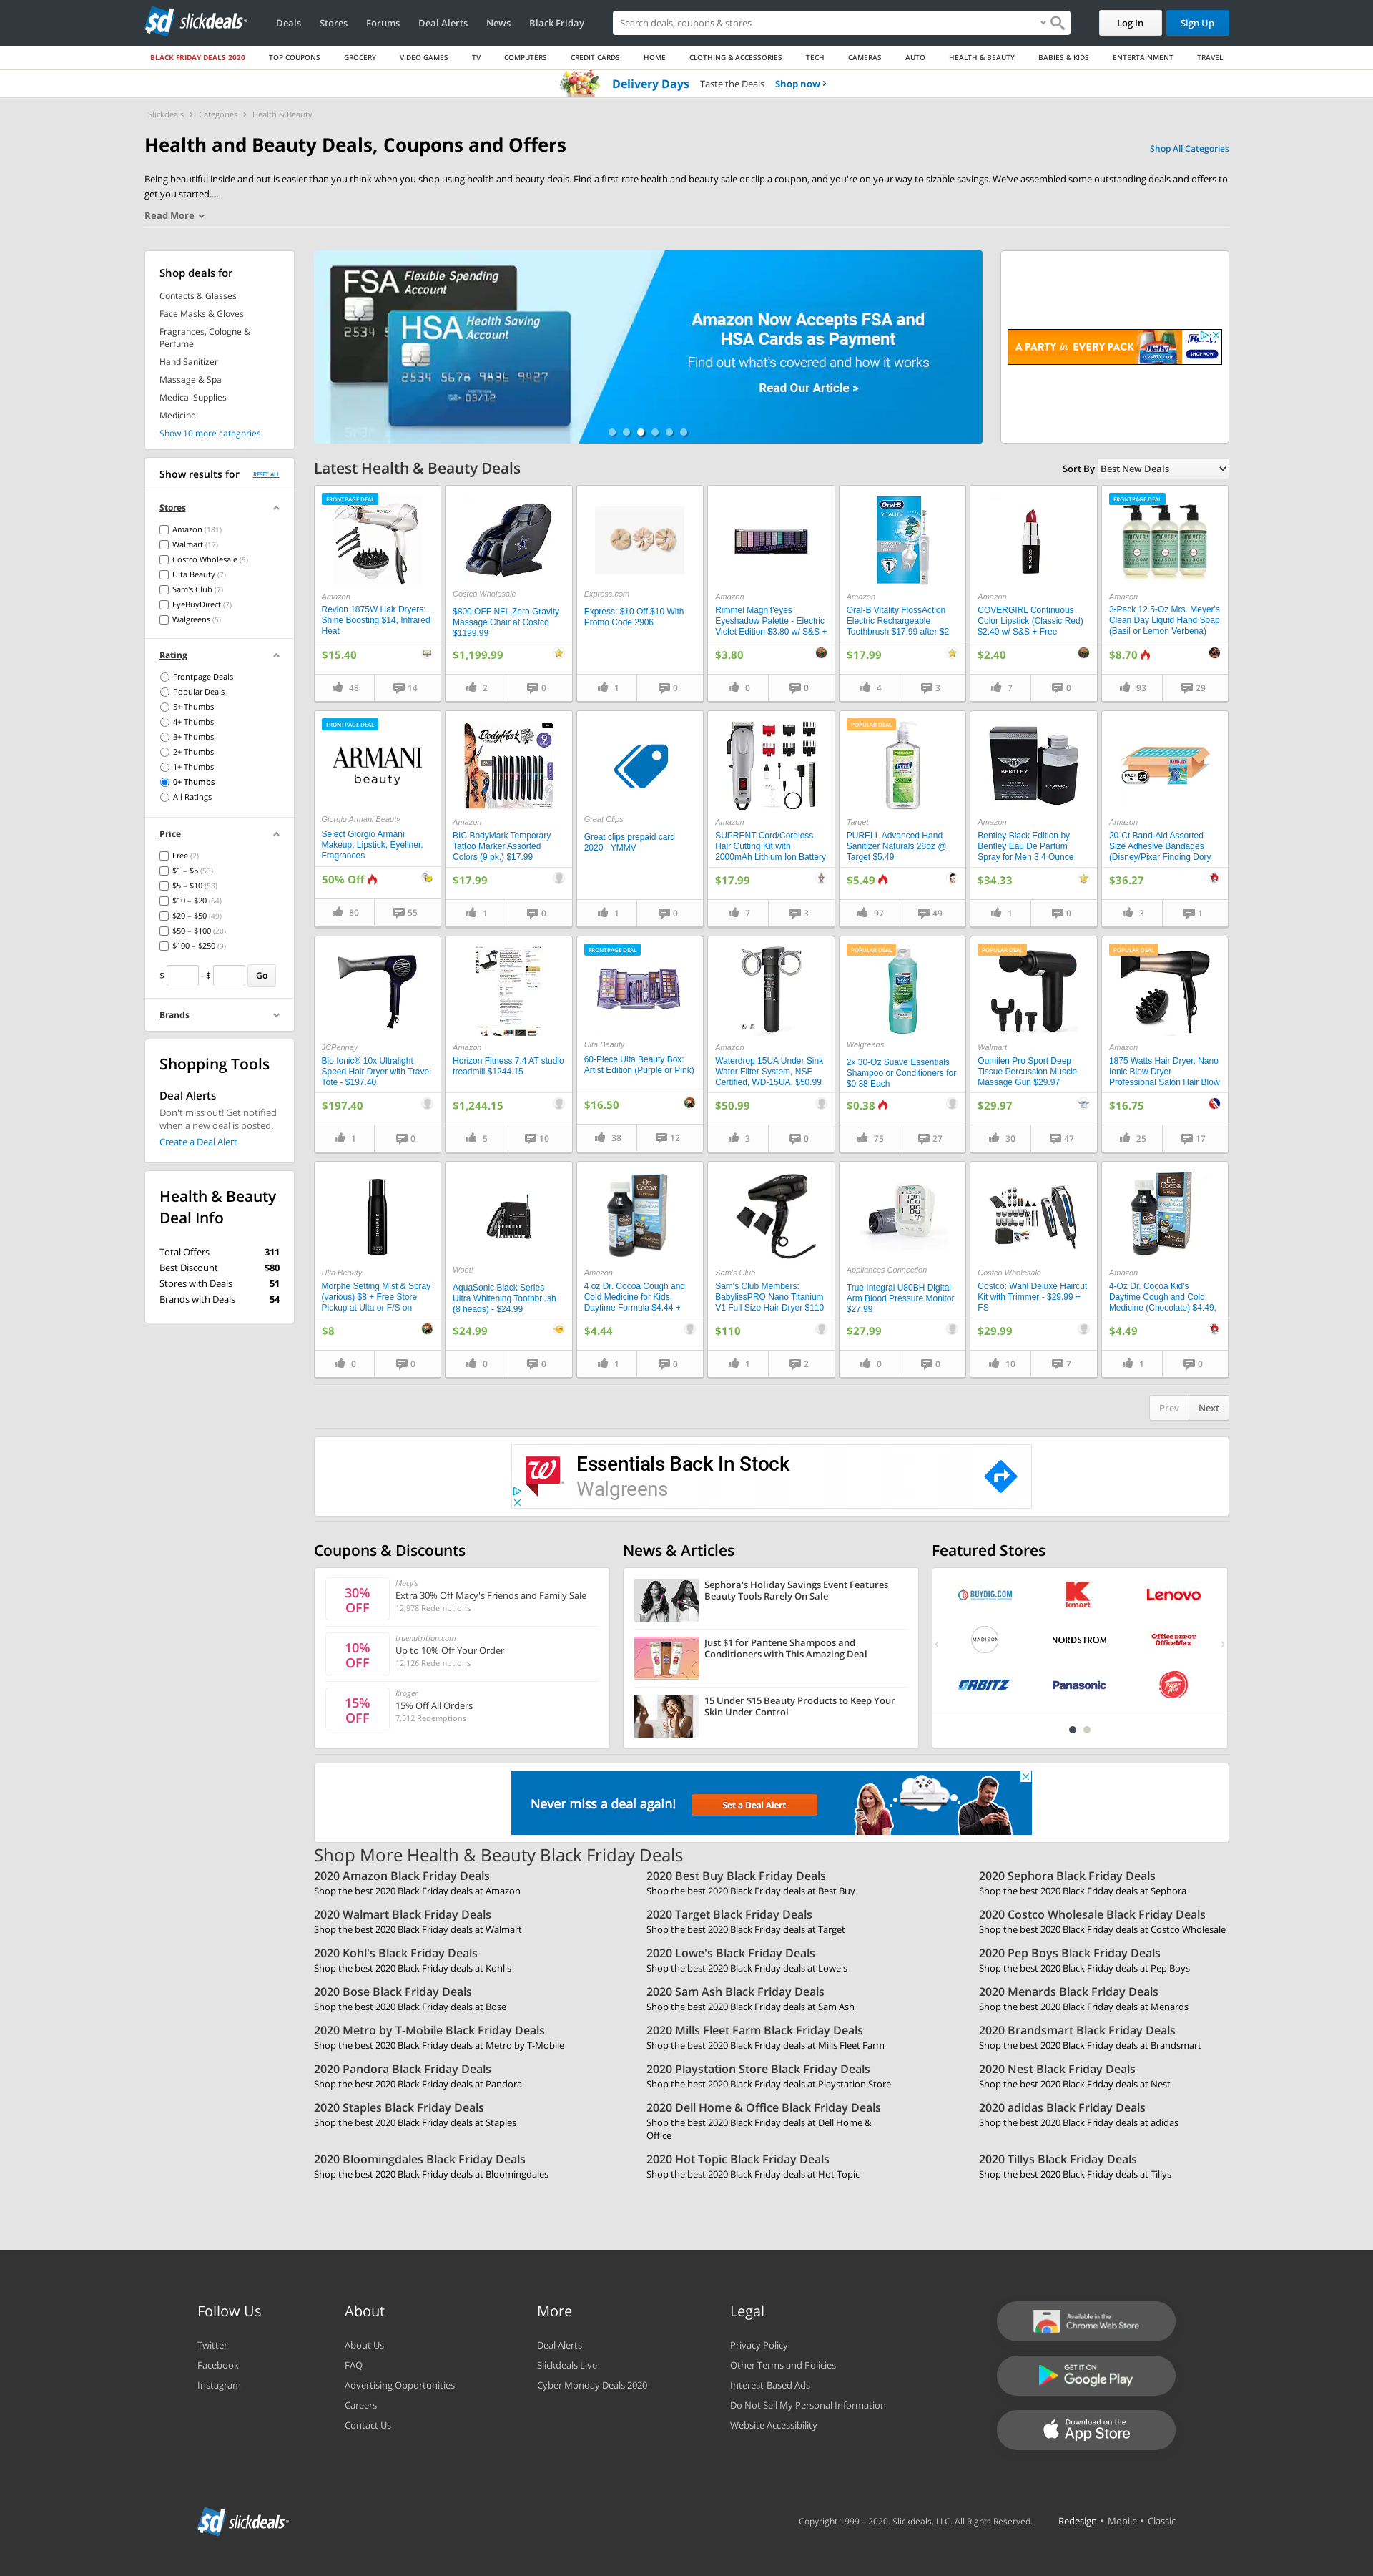 slickdeals
Deals Stores Forums Deal Alerts News Black Friday
Search deals, coupons & stores
Log In Sign Up
BLACK FRIDAY DEALS 2020 TOP COUPONS GROCERY VIDEO GAMES TV COMPUTERS CREDIT CARDS HOME CLOTHING & ACCESSORIES TECH CAMERAS AUTO HEALTH & BEAUTY BABIES & KIDS ENTERTAINMENT TRAVEL
Delivery Days Taste the Deals Shop now ›
Slickdeals › Categories › Health & Beauty
Health and Beauty Deals, Coupons and Offers
Shop All Categories
Being beautiful inside and out is easier than you think when you shop using health and beauty deals. Find a first-rate health and beauty sale or clip a coupon, and you're on your way to sizable savings. We've assembled some outstanding deals and offers to
get you started....
Read More
Shop deals for
Contacts & Glasses
Face Masks & Gloves
Fragrances, Cologne &
Perfume
Hand Sanitizer
Massage & Spa
Medical Supplies
Medicine
Show 10 more categories
FSA Flexible Spending
Account
HSA Health Saving
Account
2534 5678 9836 9427
03/12
Amazon Now Accepts FSA and
HSA Cards as Payment
Find out what's covered and how it works
Read Our Article >
A PARTY in EVERY PACK
Hefty
SHOP NOW
Show results for RESET ALL
Stores
Amazon (181)
Walmart (17)
Costco Wholesale (9)
Ulta Beauty (7)
Sam's Club (7)
EyeBuyDirect (7)
Walgreens (5)
Rating
Frontpage Deals
Popular Deals
5+ Thumbs
4+ Thumbs
3+ Thumbs
2+ Thumbs
1+ Thumbs
0+ Thumbs
All Ratings
Price
Free (2)
$1 – $5 (53)
$5 – $10 (58)
$10 – $20 (64)
$20 – $50 (49)
$50 – $100 (20)
$100 – $250 (9)
$ - $ Go
Brands
Shopping Tools
Deal Alerts
Don't miss out! Get notified
when a new deal is posted.
Create a Deal Alert
Health & Beauty
Deal Info
Total Offers 311
Best Discount $80
Stores with Deals 51
Brands with Deals 54
Latest Health & Beauty Deals
Sort By Best New Deals
FRONTPAGE DEAL
Amazon
Revlon 1875W Hair Dryers:
Shine Boosting $14, Infrared
Heat
$15.40
48 14
Costco Wholesale
$800 OFF NFL Zero Gravity
Massage Chair at Costco
$1199.99
$1,199.99
2 0
Express.com
Express: $10 Off $10 With
Promo Code 2906
1 0
Amazon
Rimmel Magnif'eyes
Eyeshadow Palette - Electric
Violet Edition $3.80 w/ S&S +
$3.80
0 0
Oral-B
VITALITY
Amazon
Oral-B Vitality FlossAction
Electric Rechargeable
Toothbrush $17.99 after $2
$17.99
4 3
COVERGIRL
Amazon
COVERGIRL Continuous
Color Lipstick (Classic Red)
$2.40 w/ S&S + Free
$2.40
7 0
FRONTPAGE DEAL
Amazon
3-Pack 12.5-Oz Mrs. Meyer's
Clean Day Liquid Hand Soap
(Basil or Lemon Verbena)
$8.70
93 29
FRONTPAGE DEAL
ARMANI
beauty
Giorgio Armani Beauty
Select Giorgio Armani
Makeup, Lipstick, Eyeliner,
Fragrances
50% Off
80 55
BodyMark
9
Amazon
BIC BodyMark Temporary
Tattoo Marker Assorted
Colors (9 pk.) $17.99
$17.99
1 0
Great Clips
Great clips prepaid card
2020 - YMMV
1 0
Amazon
SUPRENT Cord/Cordless
Hair Cutting Kit with
2000mAh Lithium Ion Battery
$17.99
7 3
POPULAR DEAL
PURELL
Target
PURELL Advanced Hand
Sanitizer Naturals 28oz @
Target $5.49
$5.49
97 49
BENTLEY
Amazon
Bentley Black Edition by
Bentley Eau De Parfum
Spray for Men 3.4 Ounce
$34.33
1 0
PACK OF 24
Amazon
20-Ct Band-Aid Assorted
Size Adhesive Bandages
(Disney/Pixar Finding Dory
$36.27
3 1
JCPenney
Bio Ionic® 10x Ultralight
Speed Hair Dryer with Travel
Tote - $197.40
$197.40
1 0
Amazon
Horizon Fitness 7.4 AT studio
treadmill $1244.15
$1,244.15
5 10
FRONTPAGE DEAL
Ulta Beauty
60-Piece Ulta Beauty Box:
Artist Edition (Purple or Pink)
$16.50
38 12
Amazon
Waterdrop 15UA Under Sink
Water Filter System, NSF
Certified, WD-15UA, $50.99
$50.99
3 0
POPULAR DEAL
Suave
Walgreens
2x 30-Oz Suave Essentials
Shampoo or Conditioners for
$0.38 Each
$0.38
75 27
POPULAR DEAL
Walmart
Oumilen Pro Sport Deep
Tissue Percussion Muscle
Massage Gun $29.97
$29.97
30 47
POPULAR DEAL
Amazon
1875 Watts Hair Dryer, Nano
Ionic Blow Dryer
Professional Salon Hair Blow
$16.75
25 17
MORPHE
Ulta Beauty
Morphe Setting Mist & Spray
(various) $8 + Free Store
Pickup at Ulta or F/S on
$8
0 0
Woot!
AquaSonic Black Series
Ultra Whitening Toothbrush
(8 heads) - $24.99
$24.99
0 0
Dr. Cocoa
Amazon
4 oz Dr. Cocoa Cough and
Cold Medicine for Kids,
Daytime Formula $4.44 +
$4.44
1 0
Sam's Club
Sam's Club Members:
BabylissPRO Nano Titanium
V1 Full Size Hair Dryer $110
$110
1 2
120
80
80
Appliances Connection
True Integral U80BH Digital
Arm Blood Pressure Monitor
$27.99
$27.99
0 0
Costco Wholesale
Costco: Wahl Deluxe Haircut
Kit with Trimmer - $29.99 +
FS
$29.99
10 7
Dr. Cocoa
Amazon
4-Oz Dr. Cocoa Kid's
Daytime Cough and Cold
Medicine (Chocolate) $4.49,
$4.49
1 0
Prev Next
Essentials Back In Stock
Walgreens
Coupons & Discounts
30%
OFF
Macy's
Extra 30% Off Macy's Friends and Family Sale
12,978 Redemptions
10%
OFF
truenutrition.com
Up to 10% Off Your Order
12,126 Redemptions
15%
OFF
Kroger
15% Off All Orders
7,512 Redemptions
News & Articles
Sephora's Holiday Savings Event Features
Beauty Tools Rarely On Sale
Just $1 for Pantene Shampoos and
Conditioners with This Amazing Deal
15 Under $15 Beauty Products to Keep Your
Skin Under Control
Featured Stores
BUYDIG.COM kmart Lenovo
MADISON NORDSTROM Office DEPOT
OfficeMax
ORBITZ Panasonic Pizza Hut
Never miss a deal again! Set a Deal Alert
Shop More Health & Beauty Black Friday Deals
2020 Amazon Black Friday Deals 2020 Best Buy Black Friday Deals 2020 Sephora Black Friday Deals
Shop the best 2020 Black Friday deals at Amazon Shop the best 2020 Black Friday deals at Best Buy Shop the best 2020 Black Friday deals at Sephora
2020 Walmart Black Friday Deals 2020 Target Black Friday Deals 2020 Costco Wholesale Black Friday Deals
Shop the best 2020 Black Friday deals at Walmart Shop the best 2020 Black Friday deals at Target Shop the best 2020 Black Friday deals at Costco Wholesale
2020 Kohl's Black Friday Deals 2020 Lowe's Black Friday Deals 2020 Pep Boys Black Friday Deals
Shop the best 2020 Black Friday deals at Kohl's Shop the best 2020 Black Friday deals at Lowe's Shop the best 2020 Black Friday deals at Pep Boys
2020 Bose Black Friday Deals 2020 Sam Ash Black Friday Deals 2020 Menards Black Friday Deals
Shop the best 2020 Black Friday deals at Bose Shop the best 2020 Black Friday deals at Sam Ash Shop the best 2020 Black Friday deals at Menards
2020 Metro by T-Mobile Black Friday Deals 2020 Mills Fleet Farm Black Friday Deals 2020 Brandsmart Black Friday Deals
Shop the best 2020 Black Friday deals at Metro by T-Mobile Shop the best 2020 Black Friday deals at Mills Fleet Farm Shop the best 2020 Black Friday deals at Brandsmart
2020 Pandora Black Friday Deals 2020 Playstation Store Black Friday Deals 2020 Nest Black Friday Deals
Shop the best 2020 Black Friday deals at Pandora Shop the best 2020 Black Friday deals at Playstation Store Shop the best 2020 Black Friday deals at Nest
2020 Staples Black Friday Deals 2020 Dell Home & Office Black Friday Deals 2020 adidas Black Friday Deals
Shop the best 2020 Black Friday deals at Staples Shop the best 2020 Black Friday deals at Dell Home & Shop the best 2020 Black Friday deals at adidas
Office
2020 Bloomingdales Black Friday Deals 2020 Hot Topic Black Friday Deals 2020 Tillys Black Friday Deals
Shop the best 2020 Black Friday deals at Bloomingdales Shop the best 2020 Black Friday deals at Hot Topic Shop the best 2020 Black Friday deals at Tillys
Follow Us
Twitter
Facebook
Instagram
About
About Us
FAQ
Advertising Opportunities
Careers
Contact Us
More
Deal Alerts
Slickdeals Live
Cyber Monday Deals 2020
Legal
Privacy Policy
Other Terms and Policies
Interest-Based Ads
Do Not Sell My Personal Information
Website Accessibility
Available in the
Chrome Web Store
GET IT ON
Google Play
Download on the
App Store
slickdeals
Copyright 1999 – 2020. Slickdeals, LLC. All Rights Reserved. Redesign • Mobile • Classic